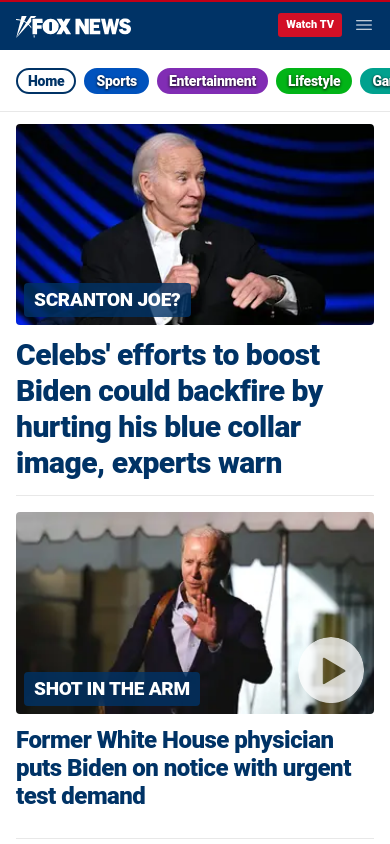 FOX NEWS
Watch TV
Home
Sports
Entertainment
Lifestyle
Ga
SCRANTON JOE?
Celebs' efforts to boost
Biden could backfire by
hurting his blue collar
image, experts warn
SHOT IN THE ARM
Former White House physician
puts Biden on notice with urgent
test demand